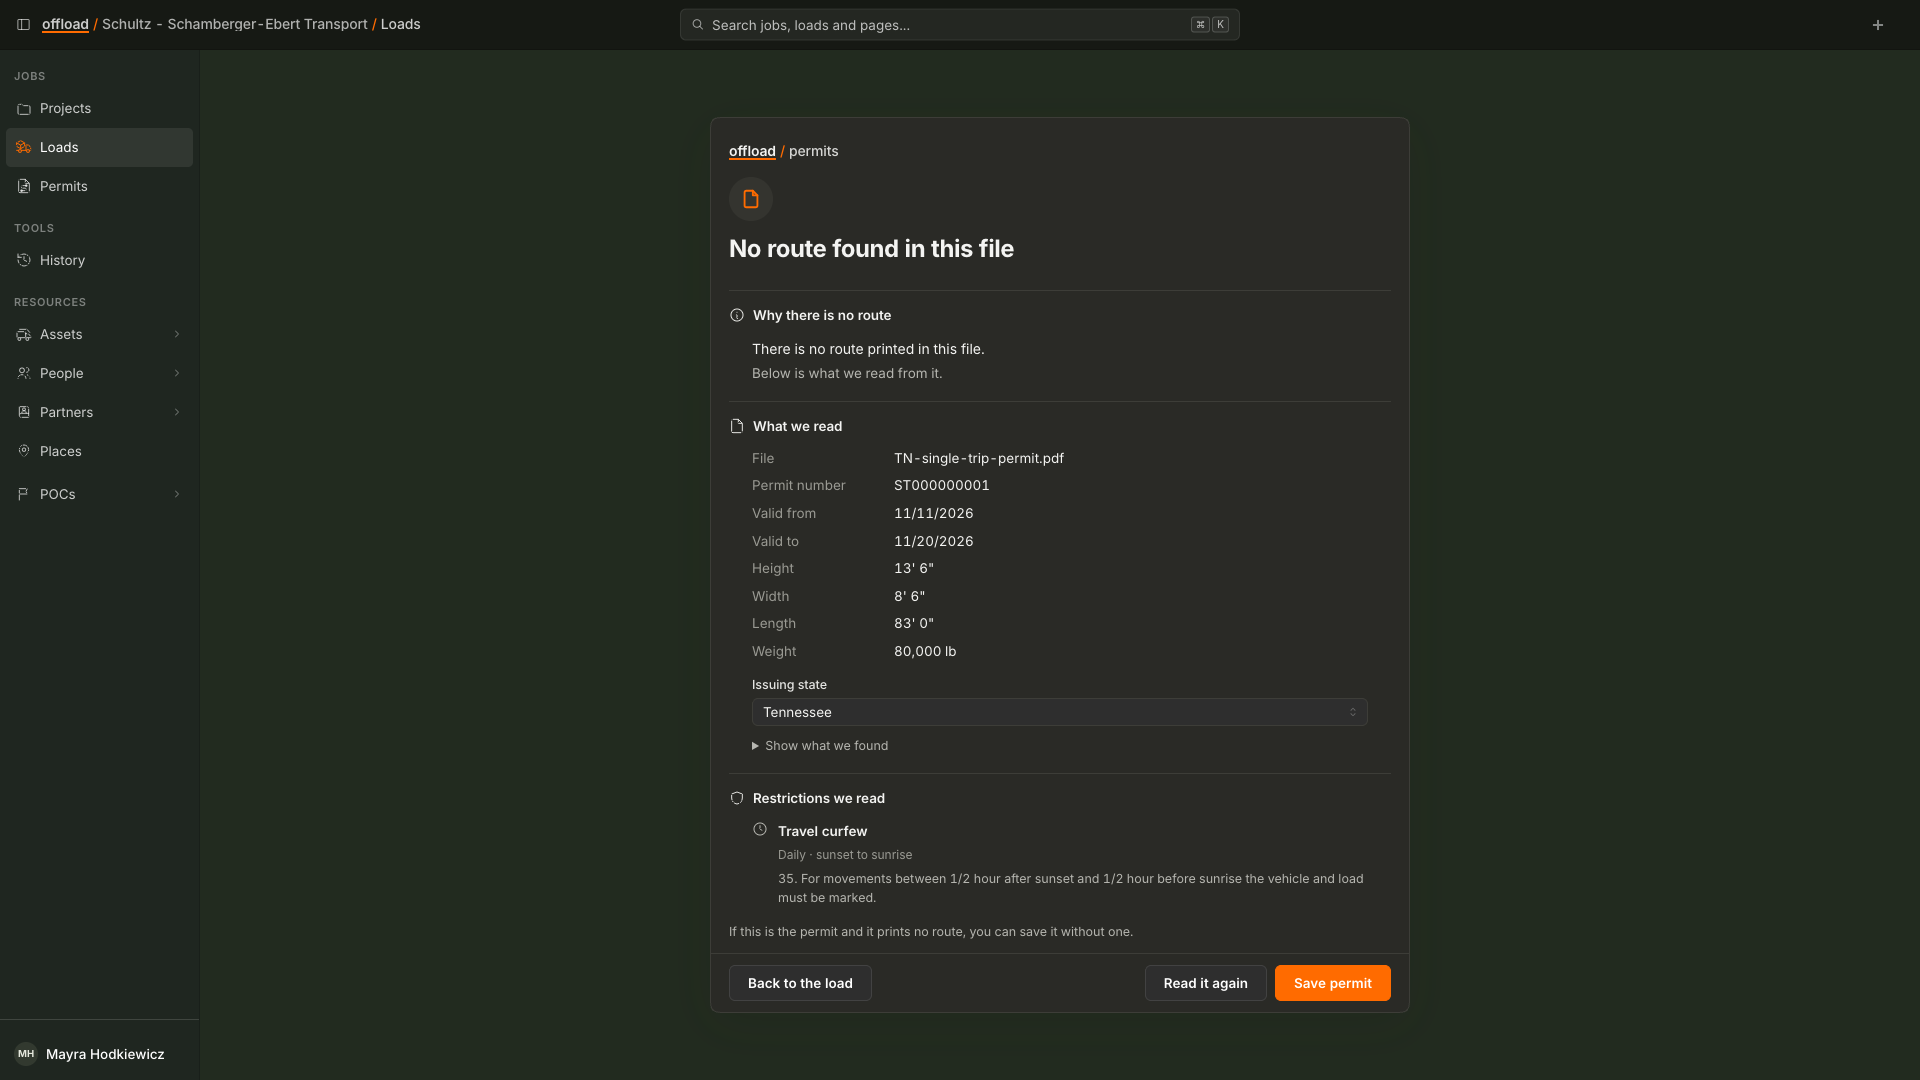 offload / Schultz - Schamberger-Ebert Transport / Loads
Search jobs, loads and pages...
⌘ K
JOBS
Projects
Loads
Permits
TOOLS
History
RESOURCES
Assets
People
Partners
Places
POCs
MH Mayra Hodkiewicz
offload / permits
No route found in this file
Why there is no route
There is no route printed in this file.
Below is what we read from it.
What we read
File TN-single-trip-permit.pdf
Permit number ST000000001
Valid from 11/11/2026
Valid to 11/20/2026
Height 13' 6"
Width 8' 6"
Length 83' 0"
Weight 80,000 lb
Issuing state
Tennessee
Show what we found
Restrictions we read
Travel curfew
Daily · sunset to sunrise
35. For movements between 1/2 hour after sunset and 1/2 hour before sunrise the vehicle and load
must be marked.
If this is the permit and it prints no route, you can save it without one.
Back to the load
Read it again
Save permit